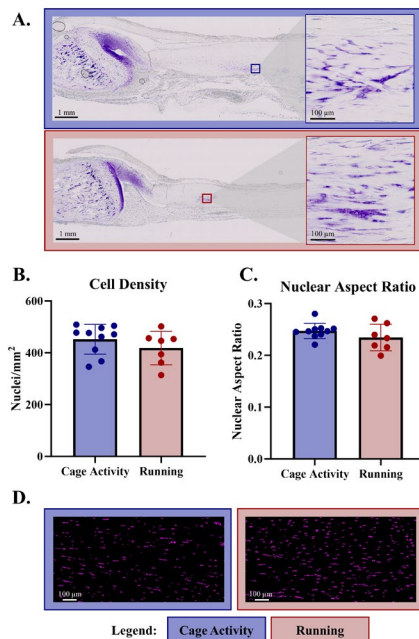 A.
1 mm
100 µm
1 mm
100 µm
B.
Cell Density
Nuclei/mm²
600
400
200
0
Cage Activity
Running
C.
Nuclear Aspect Ratio
Nuclear Aspect Ratio
0.3
0.2
0.1
0.0
Cage Activity
Running
D.
100 µm
100 µm
Legend:
Cage Activity
Running